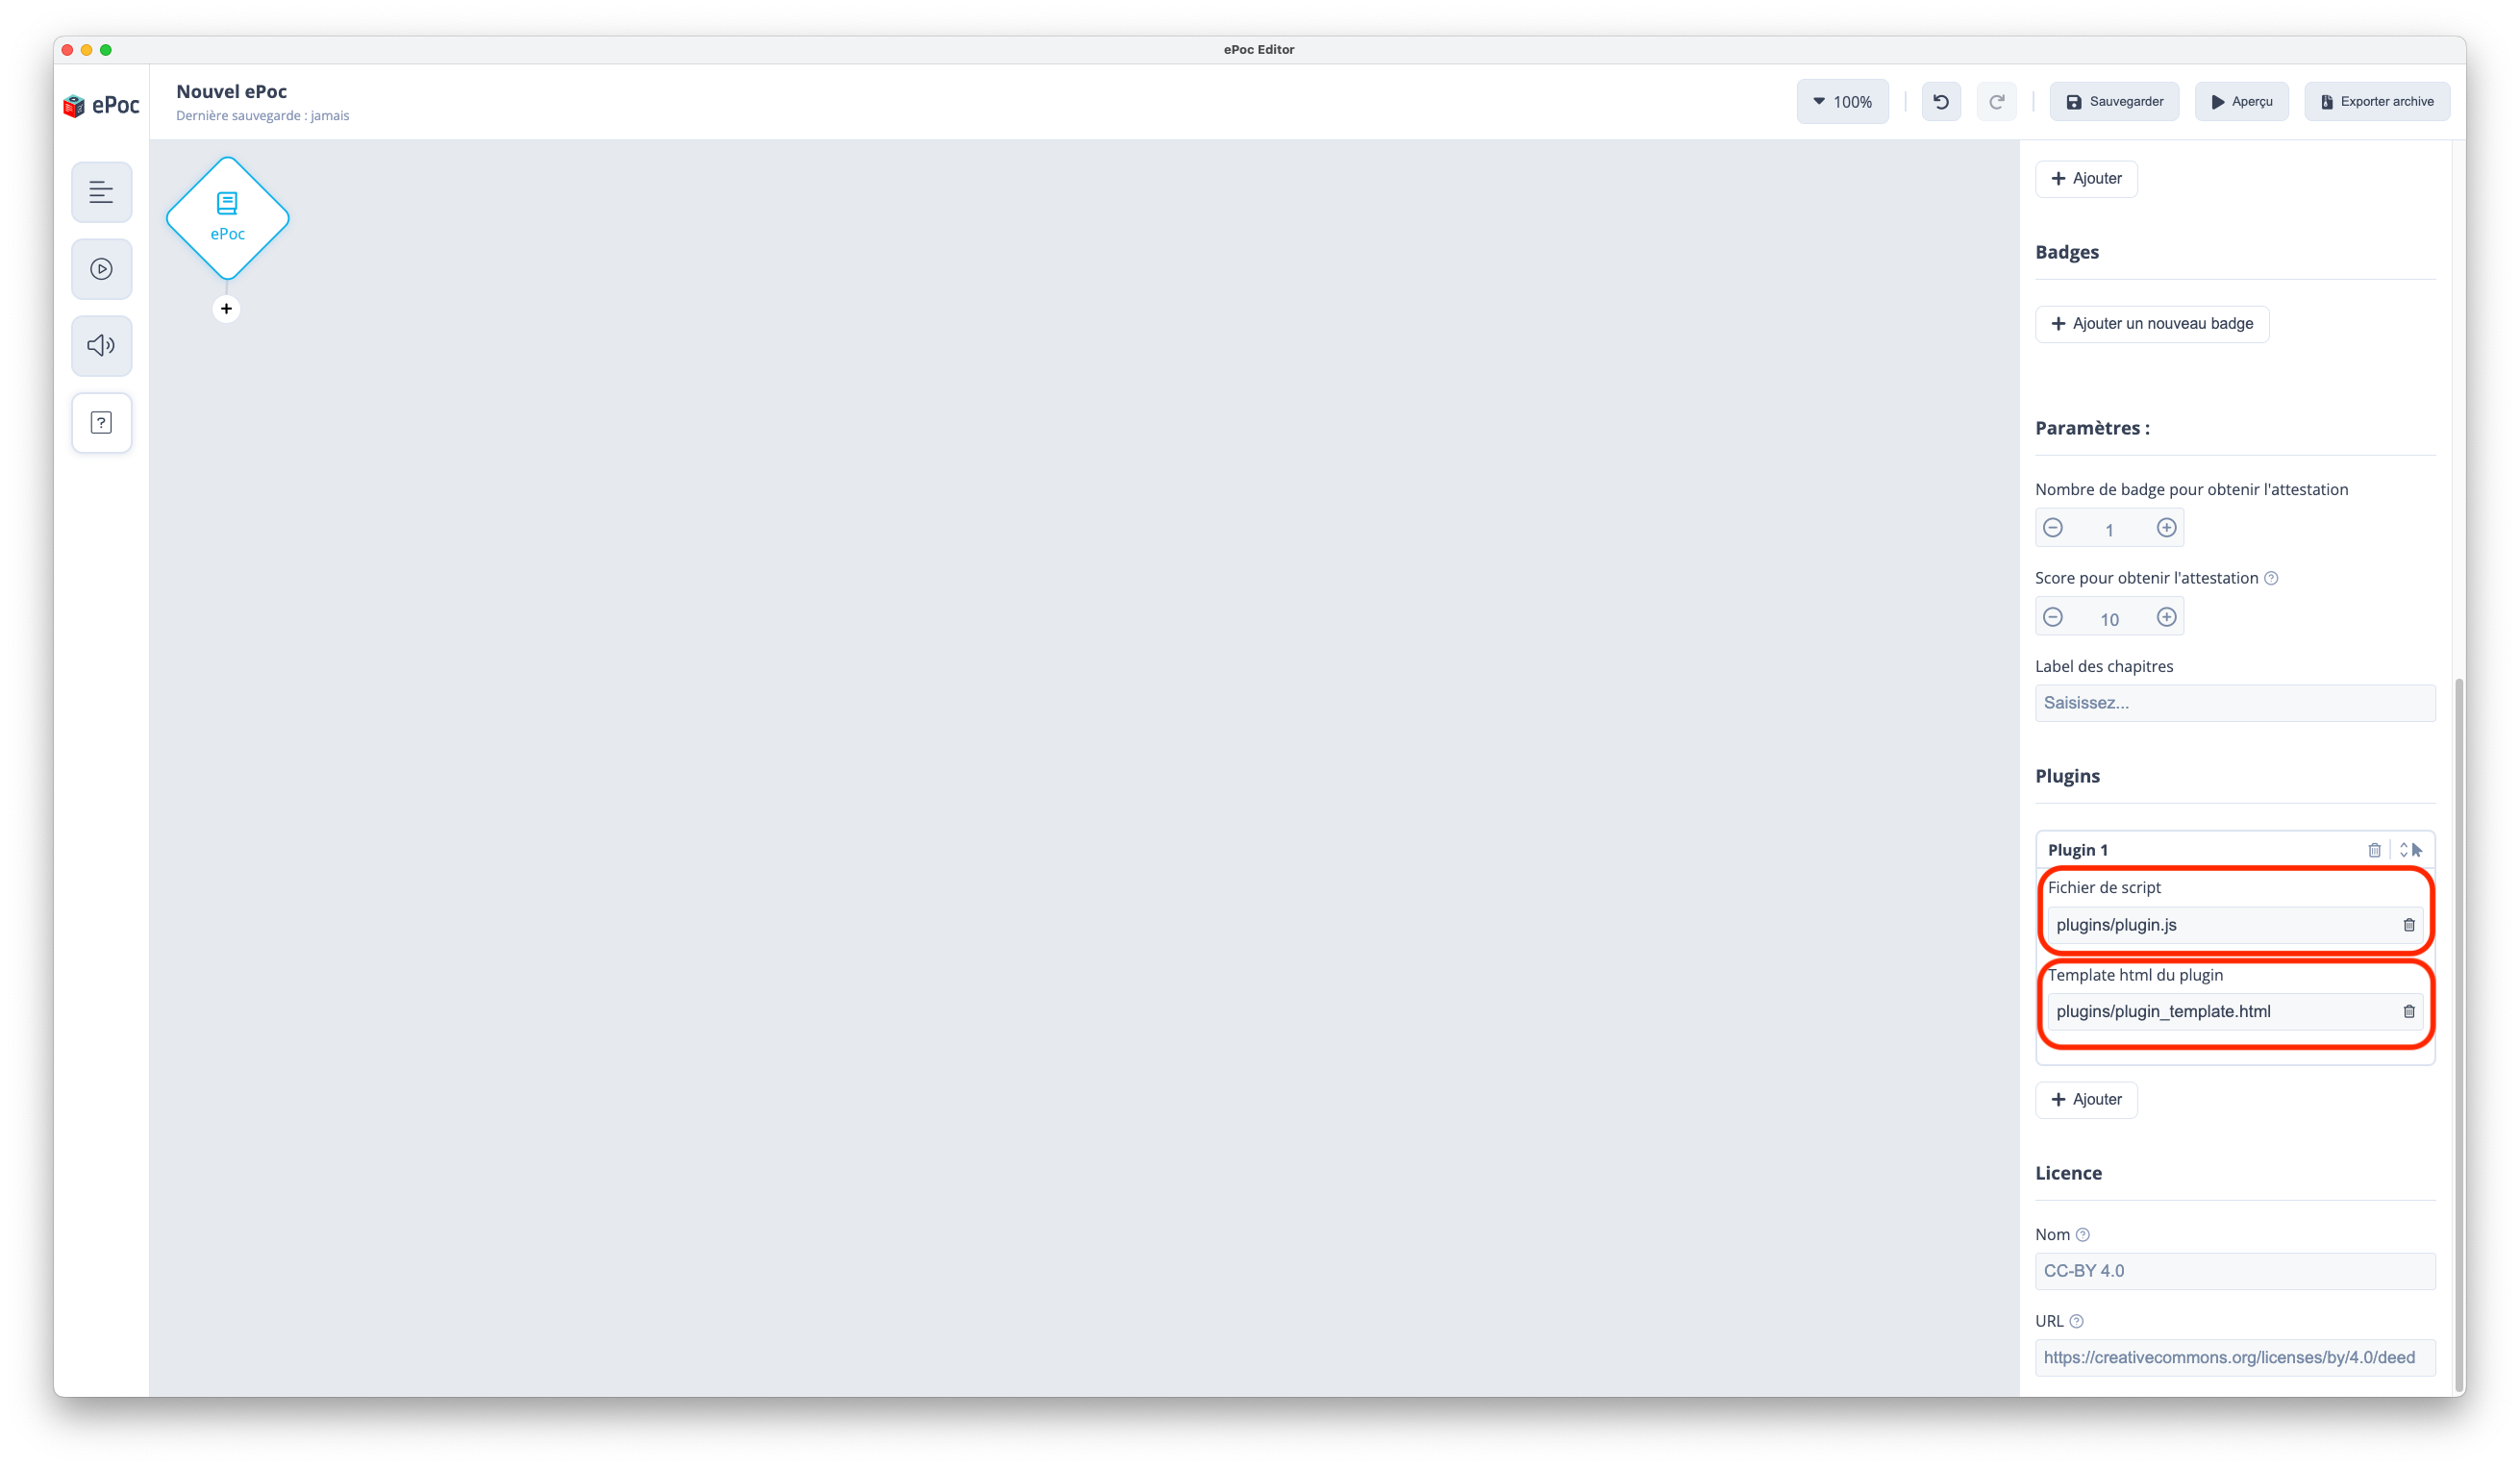 ePoc Editor
ePoc
Nouvel ePoc
Dernière sauvegarde : jamais
100%
Sauvegarder
Aperçu
Exporter archive
ePoc
+
?
Ajouter
Badges
Ajouter un nouveau badge
Paramètres :
Nombre de badge pour obtenir l'attestation
1
Score pour obtenir l'attestation
10
Label des chapitres
Saisissez...
Plugins
Plugin 1
Fichier de script
plugins/plugin.js
Template html du plugin
plugins/plugin_template.html
Ajouter
Licence
Nom
CC-BY 4.0
URL
https://creativecommons.org/licenses/by/4.0/deed